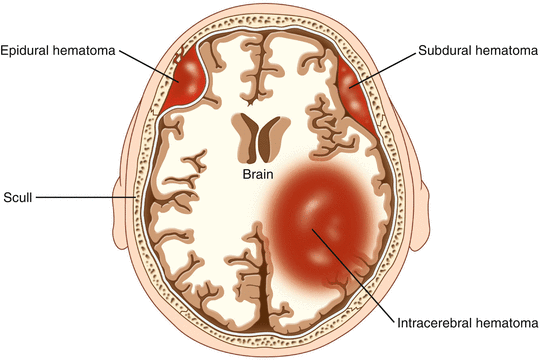 Epidural hematoma
Subdural hematoma
Brain
Scull
Intracerebral hematoma